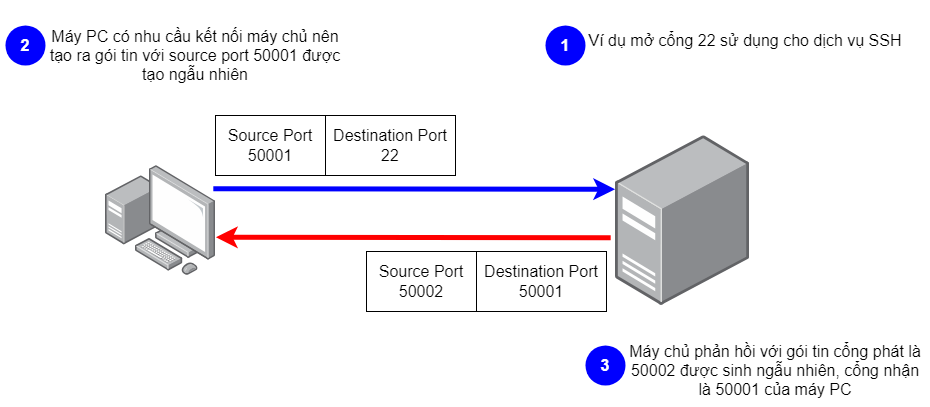 2
Máy PC có nhu cầu kết nối máy chủ nên
tạo ra gói tin với source port 50001 được
tạo ngẫu nhiên
1
Ví dụ mở cổng 22 sử dụng cho dịch vụ SSH
Source Port
50001
Destination Port
22
Source Port
50002
Destination Port
50001
3
Máy chủ phản hồi với gói tin cổng phát là
50002 được sinh ngẫu nhiên, cổng nhận
là 50001 của máy PC